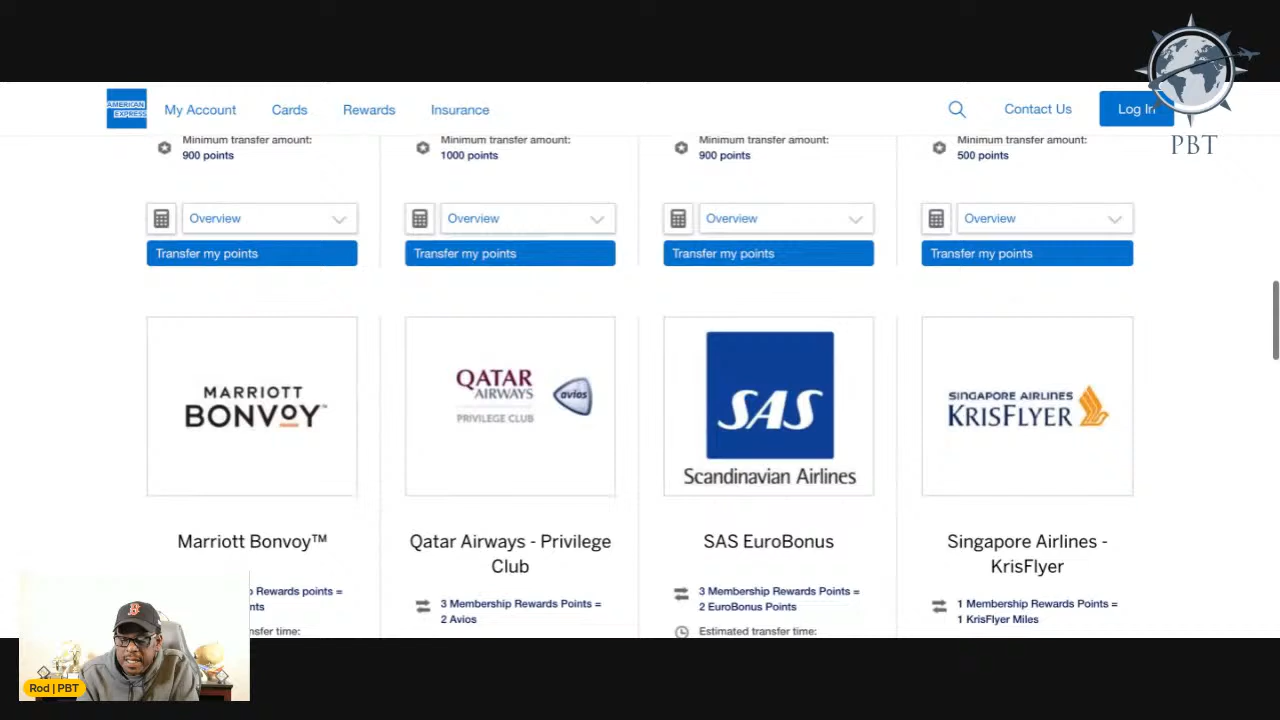 AMERICAN
EXPRESS
My Account
Cards
Rewards
Insurance
Contact Us
Log In
PBT
Minimum transfer amount:
900 points
Minimum transfer amount:
1000 points
Minimum transfer amount:
900 points
Minimum transfer amount:
500 points
Overview
Overview
Overview
Overview
Transfer my points
Transfer my points
Transfer my points
Transfer my points
MARRIOTT
BONVOY™
QATAR
AIRWAYS
PRIVILEGE CLUB
avios
SAS
Scandinavian Airlines
SINGAPORE AIRLINES
KRISFLYER
Marriott Bonvoy™
Qatar Airways - Privilege
Club
SAS EuroBonus
Singapore Airlines -
KrisFlyer
Rewards points =
3 Membership Rewards Points =
2 Avios
3 Membership Rewards Points =
2 EuroBonus Points
Estimated transfer time:
1 Membership Rewards Points =
1 KrisFlyer Miles
B
Rod | PBT